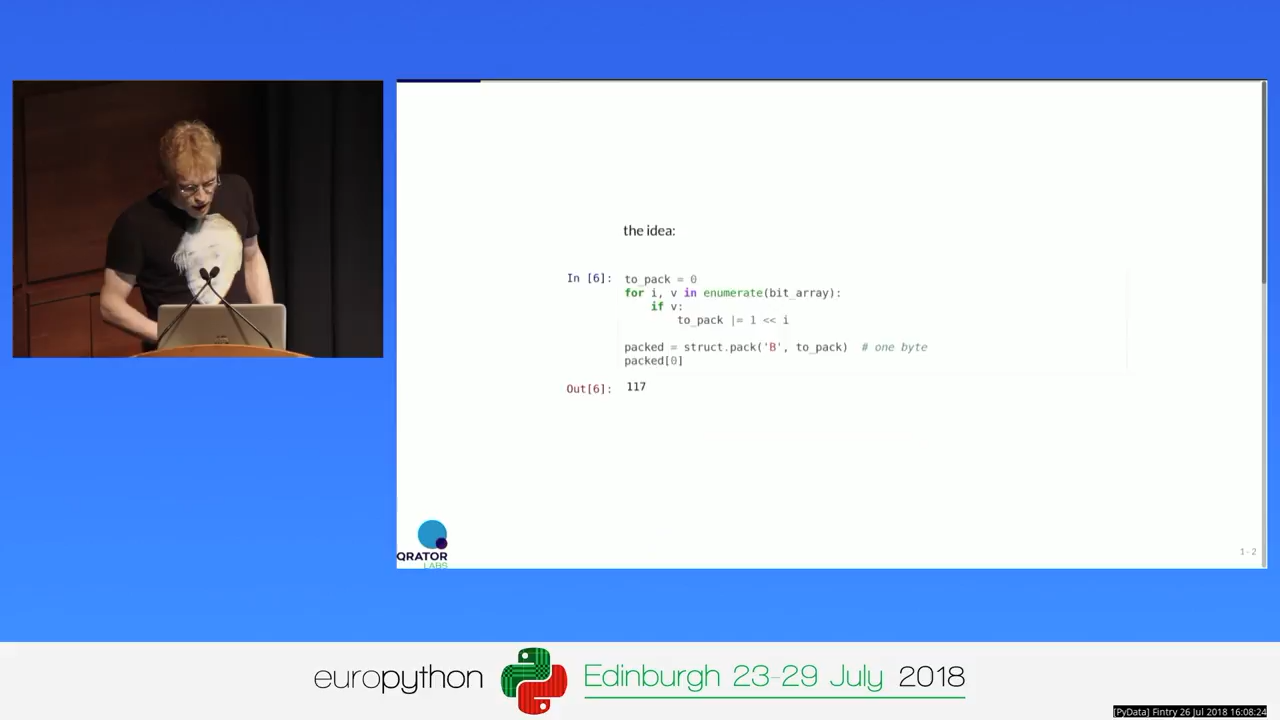 the idea:
In [6]: to_pack = 0
for i, v in enumerate(bit_array):
if v:
to_pack |= 1 << i
packed = struct.pack('B', to_pack)  # one byte
packed[0]
Out[6]: 117
QRATOR
LABS
1-2
europython Edinburgh 23-29 July 2018
[PyData] Fintry 26 Jul 2018 16:08:24